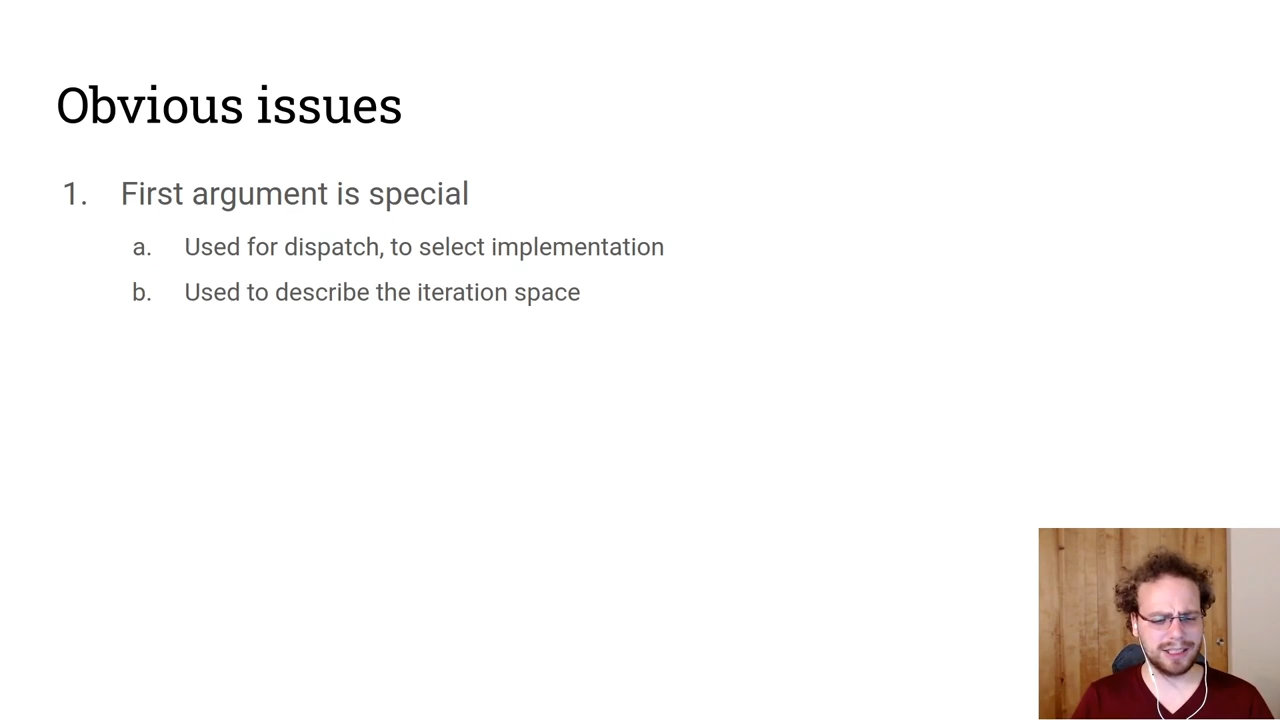 Obvious issues
1. First argument is special
a. Used for dispatch, to select implementation
b. Used to describe the iteration space